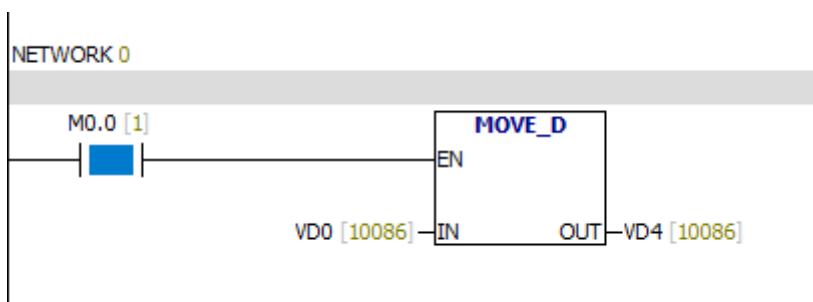 NETWORK 0
M0.0 [1]
MOVE_D
EN
VD0 [10086] IN OUT VD4 [10086]